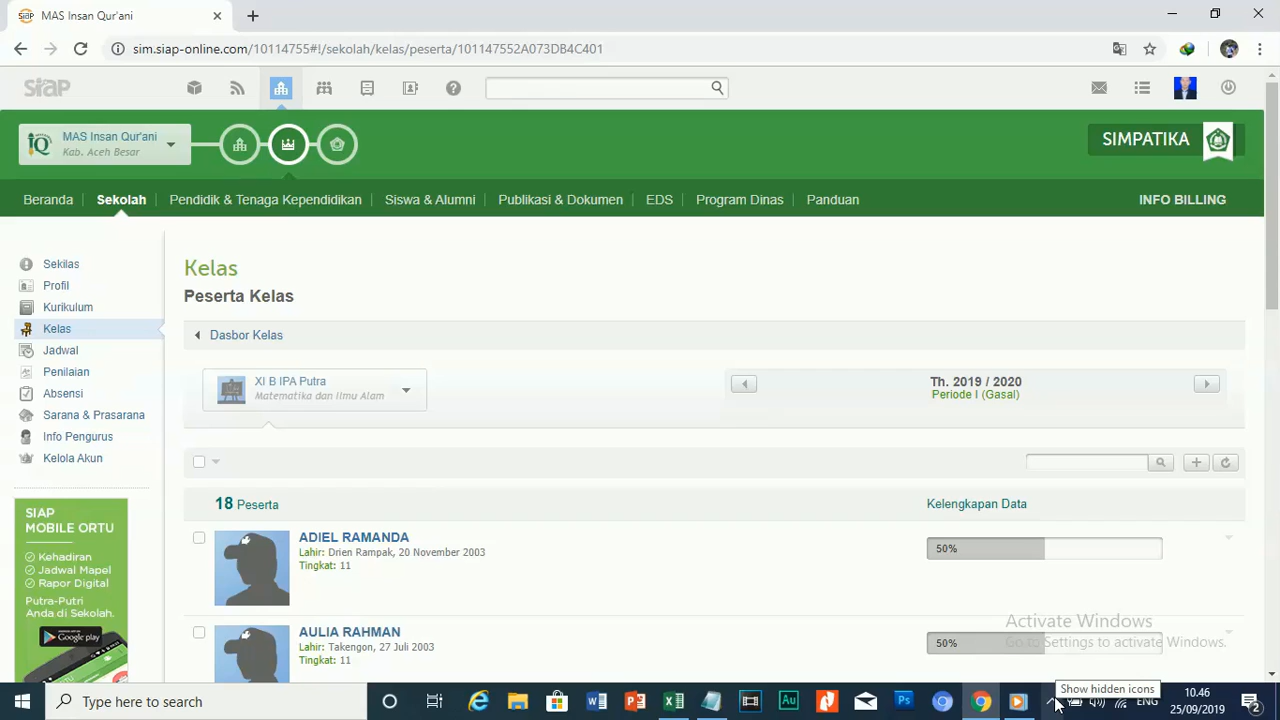 MAS Insan Qur'ani
sim.siap-online.com/10114755#!/sekolah/kelas/peserta/101147552A073DB4C401
siap
MAS Insan Qur'ani
Kab. Aceh Besar
SIMPATIKA
Beranda
Sekolah
Pendidik & Tenaga Kependidikan
Siswa & Alumni
Publikasi & Dokumen
EDS
Program Dinas
Panduan
INFO BILLING
Sekilas
Profil
Kurikulum
Kelas
Jadwal
Penilaian
Absensi
Sarana & Prasarana
Info Pengurus
Kelola Akun
SIAP
MOBILE ORTU
Kehadiran
Jadwal Mapel
Rapor Digital
Putra-Putri
Anda di Sekolah.
Google play
Kelas
Peserta Kelas
Dasbor Kelas
XI B IPA Putra
Matematika dan Ilmu Alam
Th. 2019 / 2020
Periode I (Gasal)
18 Peserta
Kelengkapan Data
ADIEL RAMANDA
Lahir: Drien Rampak, 20 November 2003
Tingkat: 11
50%
AULIA RAHMAN
Lahir: Takengon, 27 Juli 2003
Tingkat: 11
50%
Activate Windows
Go to Settings to activate Windows.
Show hidden icons
Type here to search
ENG
10.46
25/09/2019
2